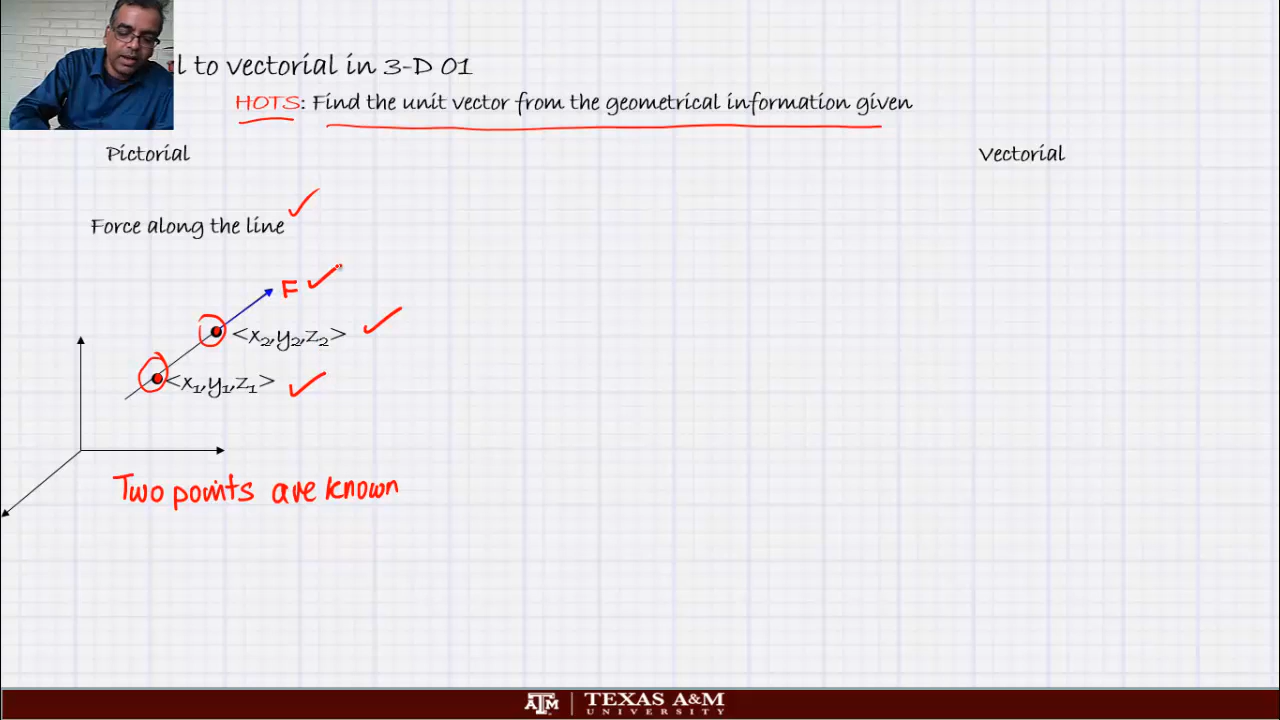 l to vectorial in 3-D 01
HOTS: Find the unit vector from the geometrical information given
Pictorial
Vectorial
Force along the line
F
<x₂,y₂,z₂>
<x₁,y₁,z₁>
Two points are known
ATM TEXAS A&M
UNIVERSITY